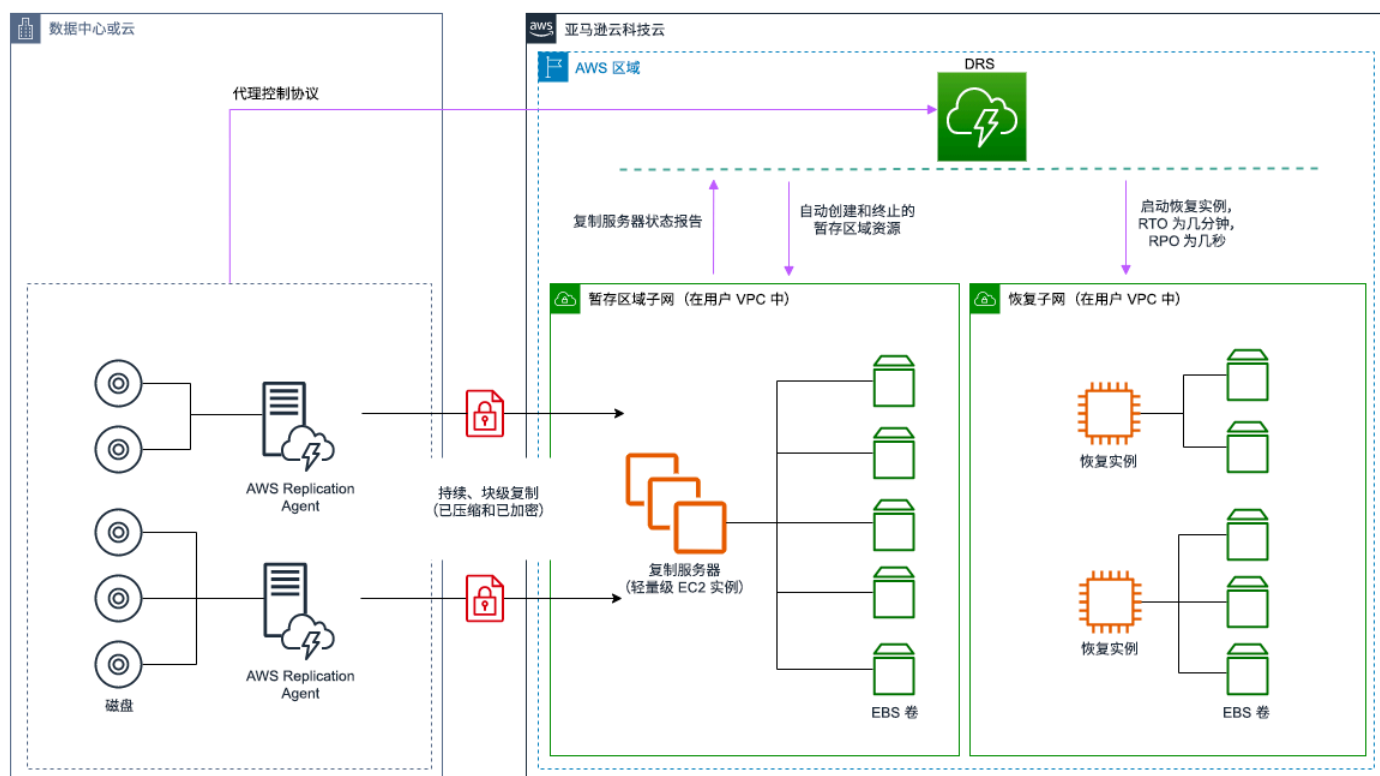 数据中心或云
aws
亚马逊云科技云
AWS 区域
DRS
代理控制协议
复制服务器状态报告
自动创建和终止的
暂存区域资源
启动恢复实例,
RTO 为几分钟,
RPO 为几秒
暂存区域子网（在用户 VPC 中）
恢复子网（在用户 VPC 中）
AWS Replication
Agent
持续、块级复制
（已压缩和已加密）
恢复实例
复制服务器
（轻量级 EC2 实例）
AWS Replication
Agent
恢复实例
磁盘
EBS 卷
EBS 卷